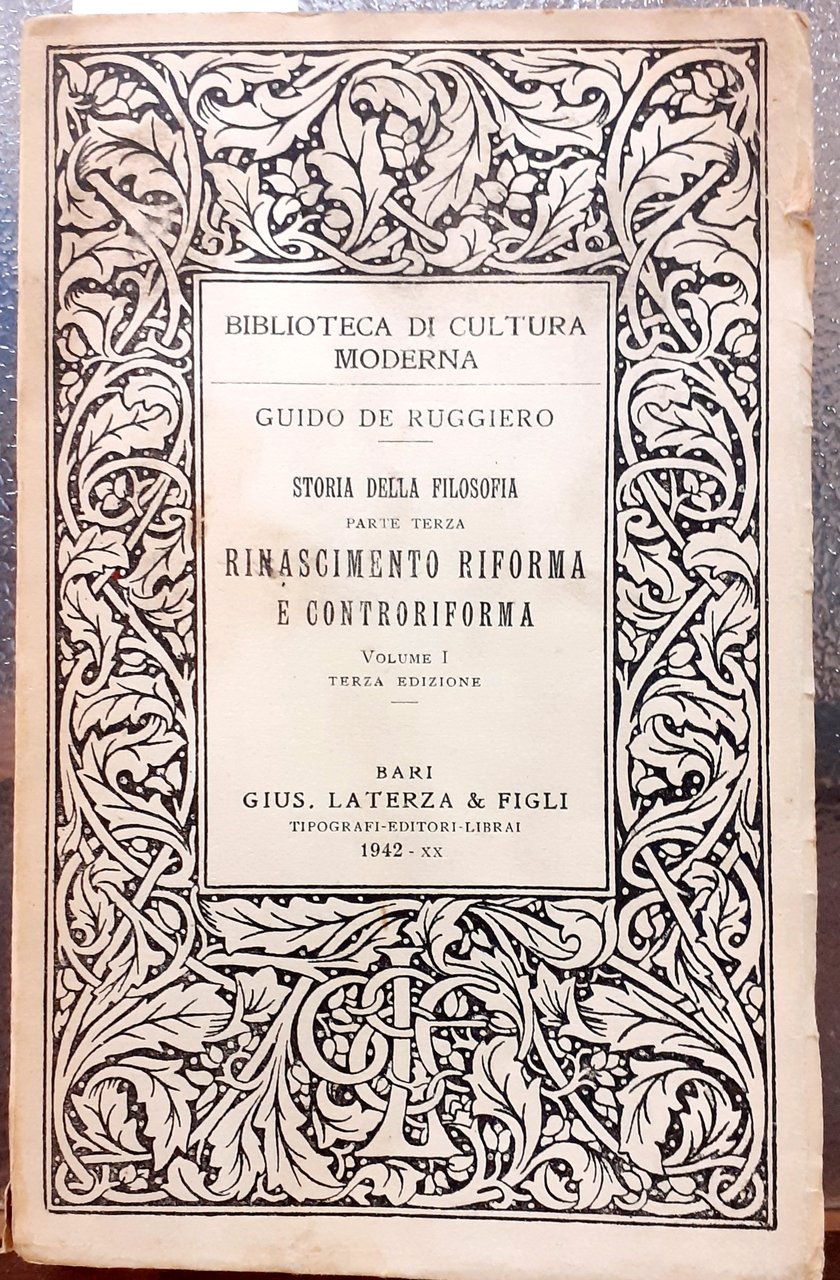 BIBLIOTECA DI CULTURA
MODERNA
GUIDO DE RUGGIERO
STORIA DELLA FILOSOFIA
PARTE TERZA
RINASCIMENTO RIFORMA
E CONTRORIFORMA
VOLUME I
TERZA EDIZIONE
BARI
GIUS. LATERZA & FIGLI
TIPOGRAFI-EDITORI-LIBRAI
1942 - XX